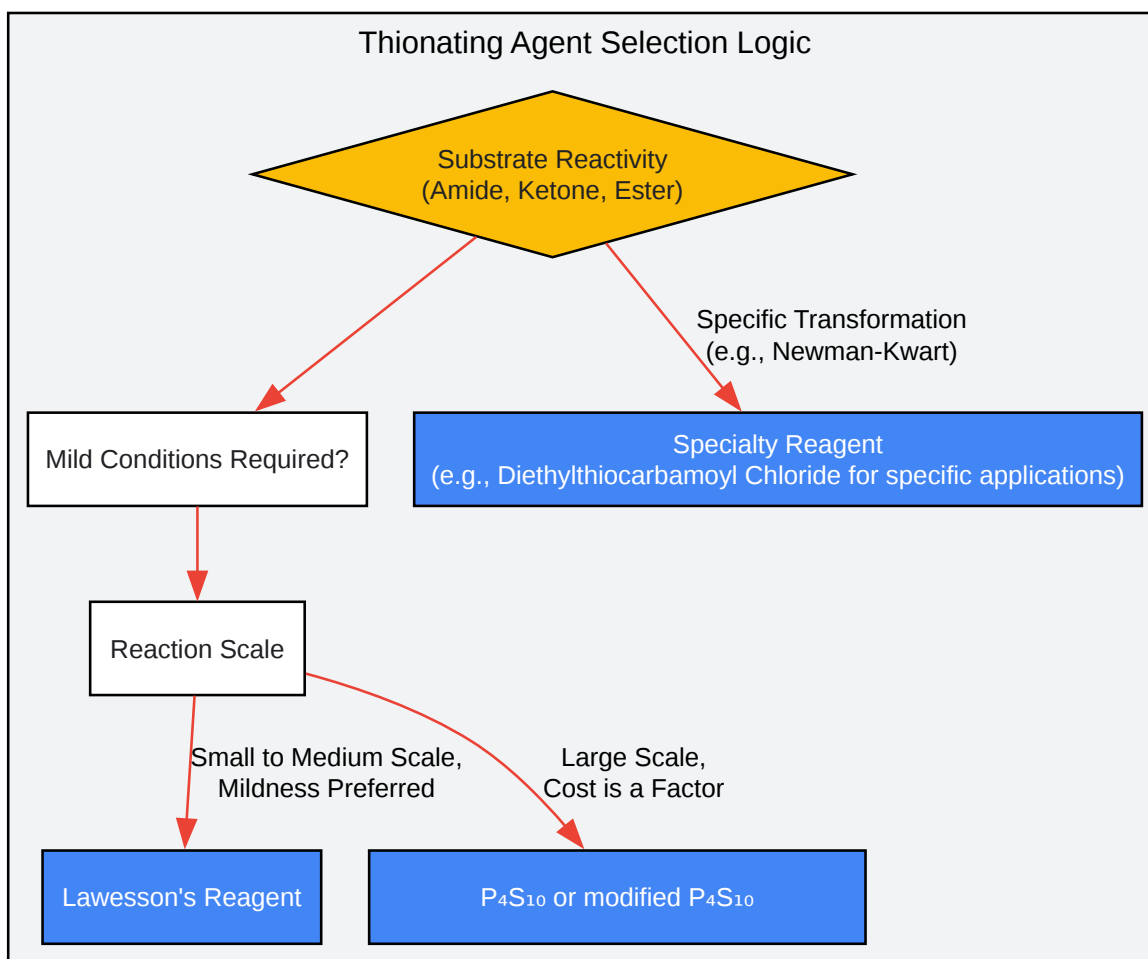 Thionating Agent Selection Logic
Substrate Reactivity
(Amide, Ketone, Ester)
Specific Transformation
(e.g., Newman-Kwart)
Mild Conditions Required?
Specialty Reagent
(e.g., Diethylthiocarbamoyl Chloride for specific applications)
Reaction Scale
Small to Medium Scale,
Mildness Preferred
Large Scale,
Cost is a Factor
Lawesson's Reagent
P₄S₁₀ or modified P₄S₁₀